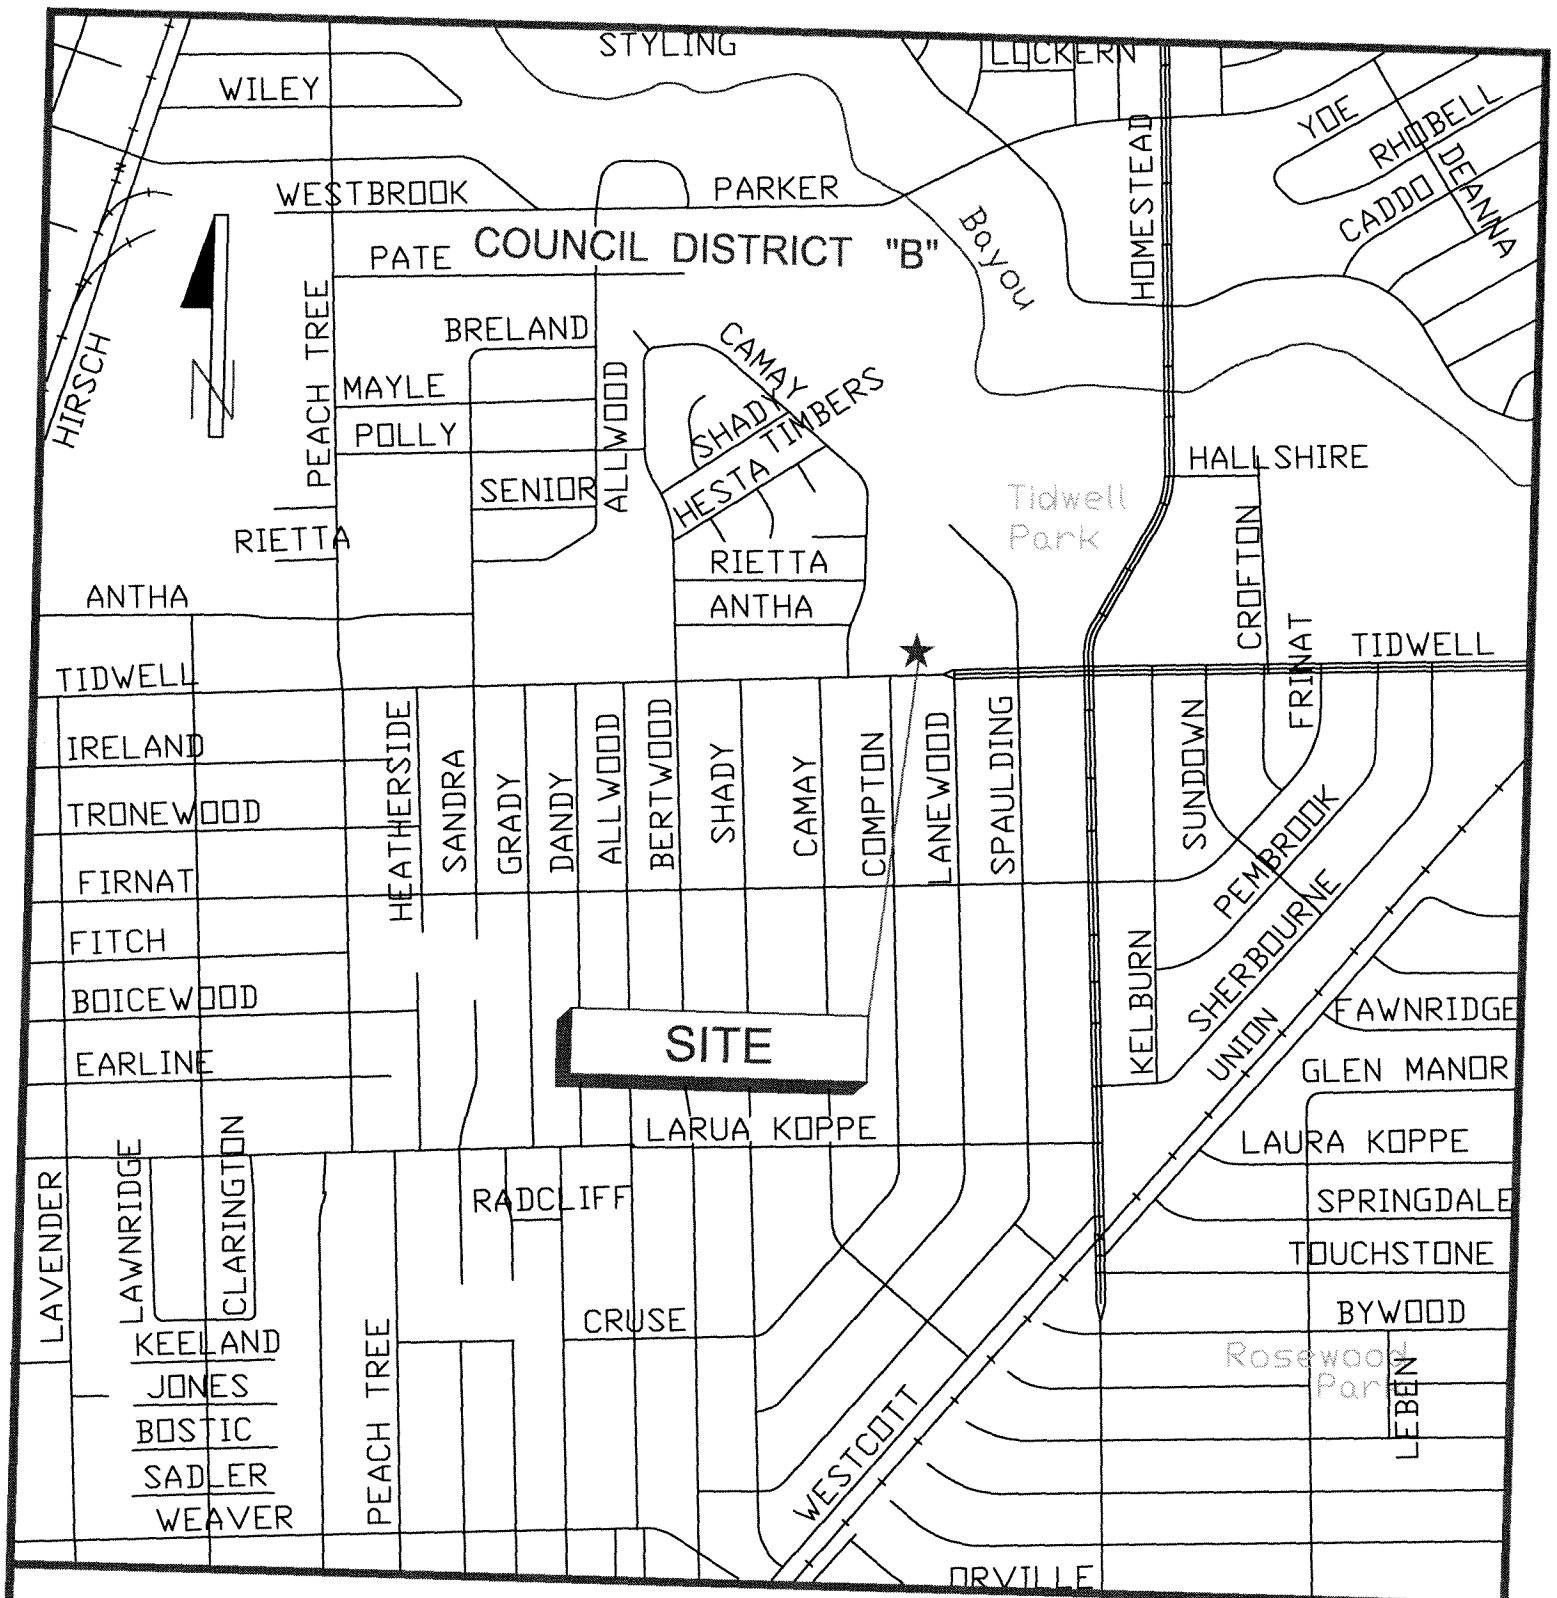 STYLING
LOCKERN
WILEY
YOE
RHOBELL
DEANNA
CADDO
HOMESTEAD
WESTBROOK
PARKER
Bayou
PATE
COUNCIL DISTRICT "B"
PEACH TREE
BRELAND
HIRSCH
N
CAMAY
MAYLE
ALLWOOD
SHADY
HESTA TIMBERS
POLLY
HALLSHIRE
SENIOR
Tidwell
Park
CROFTON
RIETTA
RIETTA
ANTHA
ANTHA
FRINAT
TIDWELL
TIDWELL
IRELAND
HEATHERSIDE
SANDRA
GRADY
DANDY
ALLWOOD
BERTWOOD
SHADY
CAMAY
COMPTON
LANEWOOD
SPAULDING
SUNDOWN
TRONEWOOD
PEMBROOK
FIRNAT
SHERBOURNE
FITCH
KELBURN
BOICEWOOD
FAWNRIDGE
SITE
UNION
EARLINE
GLEN MANOR
LARUA KOPPE
LAURA KOPPE
LAVENDER
LAWNRIDGE
CLARINGTON
RADCLIFF
SPRINGDALE
TOUCHSTONE
CRUSE
BYWOOD
KEELAND
PEACH TREE
Rosewood
Park
LEBEN
JONES
WESTCOTT
BOSTIC
SADLER
WEAVER
ORVILLE